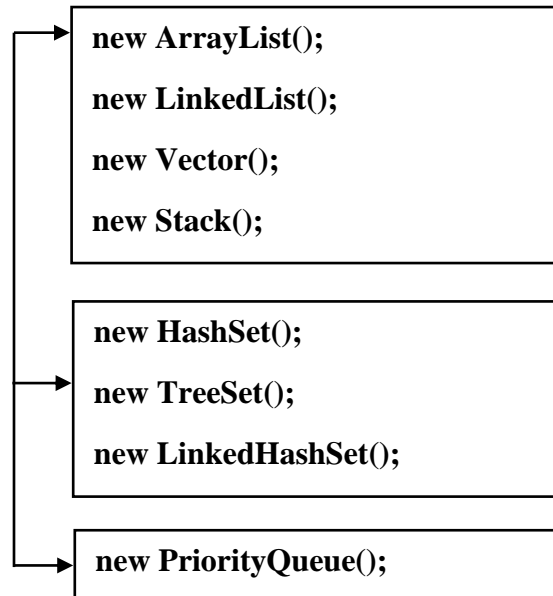 new ArrayList();
new LinkedList();
new Vector();
new Stack();
new HashSet();
new TreeSet();
new LinkedHashSet();
new PriorityQueue();